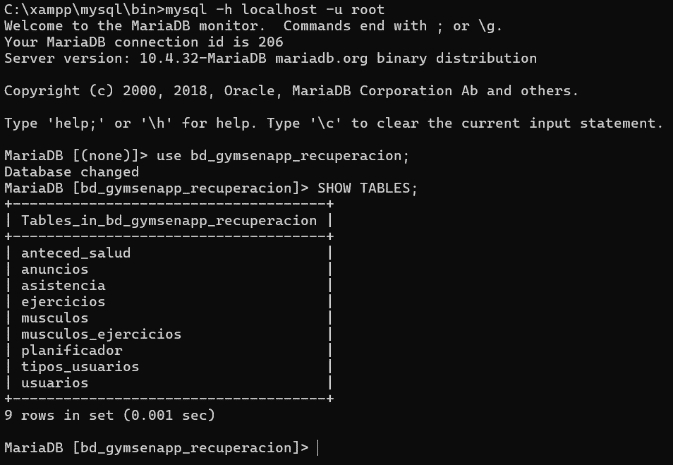 C:\xampp\mysql\bin>mysql -h localhost -u root
Welcome to the MariaDB monitor.  Commands end with ; or \g.
Your MariaDB connection id is 206
Server version: 10.4.32-MariaDB mariadb.org binary distribution

Copyright (c) 2000, 2018, Oracle, MariaDB Corporation Ab and others.

Type 'help;' or '\h' for help. Type '\c' to clear the current input statement.

MariaDB [(none)]> use bd_gymsenapp_recuperacion;
Database changed
MariaDB [bd_gymsenapp_recuperacion]> SHOW TABLES;
+-------------------------------------+
| Tables_in_bd_gymsenapp_recuperacion |
+-------------------------------------+
| anteced_salud                       |
| anuncios                            |
| asistencia                          |
| ejercicios                          |
| musculos                            |
| musculos_ejercicios                 |
| planificador                        |
| tipos_usuarios                      |
| usuarios                            |
+-------------------------------------+
9 rows in set (0.001 sec)

MariaDB [bd_gymsenapp_recuperacion]>